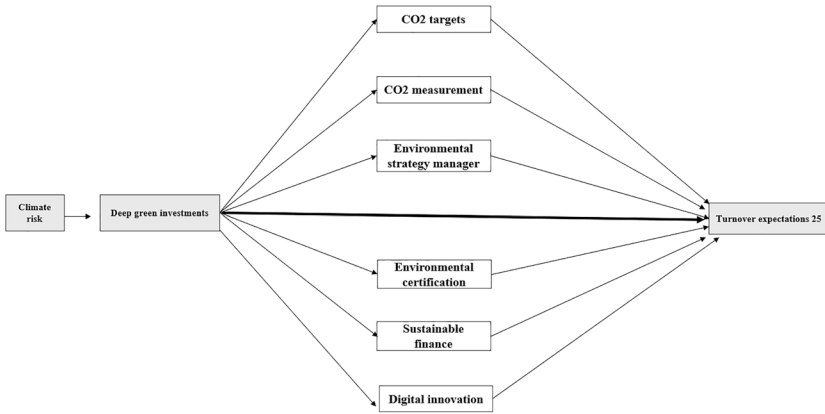 CO2 targets
CO2 measurement
Environmental
strategy manager
Climate
risk
Deep green investments
Turnover expectations 25
Environmental
certification
Sustainable
finance
Digital innovation